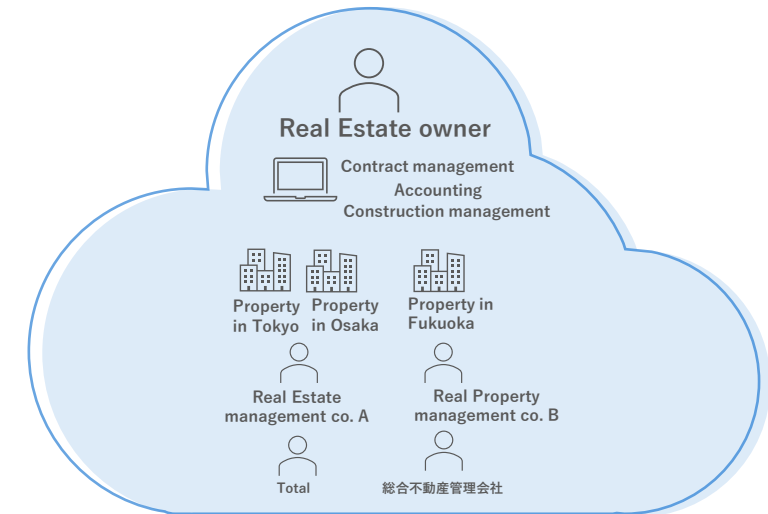 Real Estate owner
Contract management
Accounting
Construction management
Property
in Tokyo
Property
in Osaka
Property in
Fukuoka
Real Estate
management co. A
Real Property
management co. B
Total
総合不動産管理会社